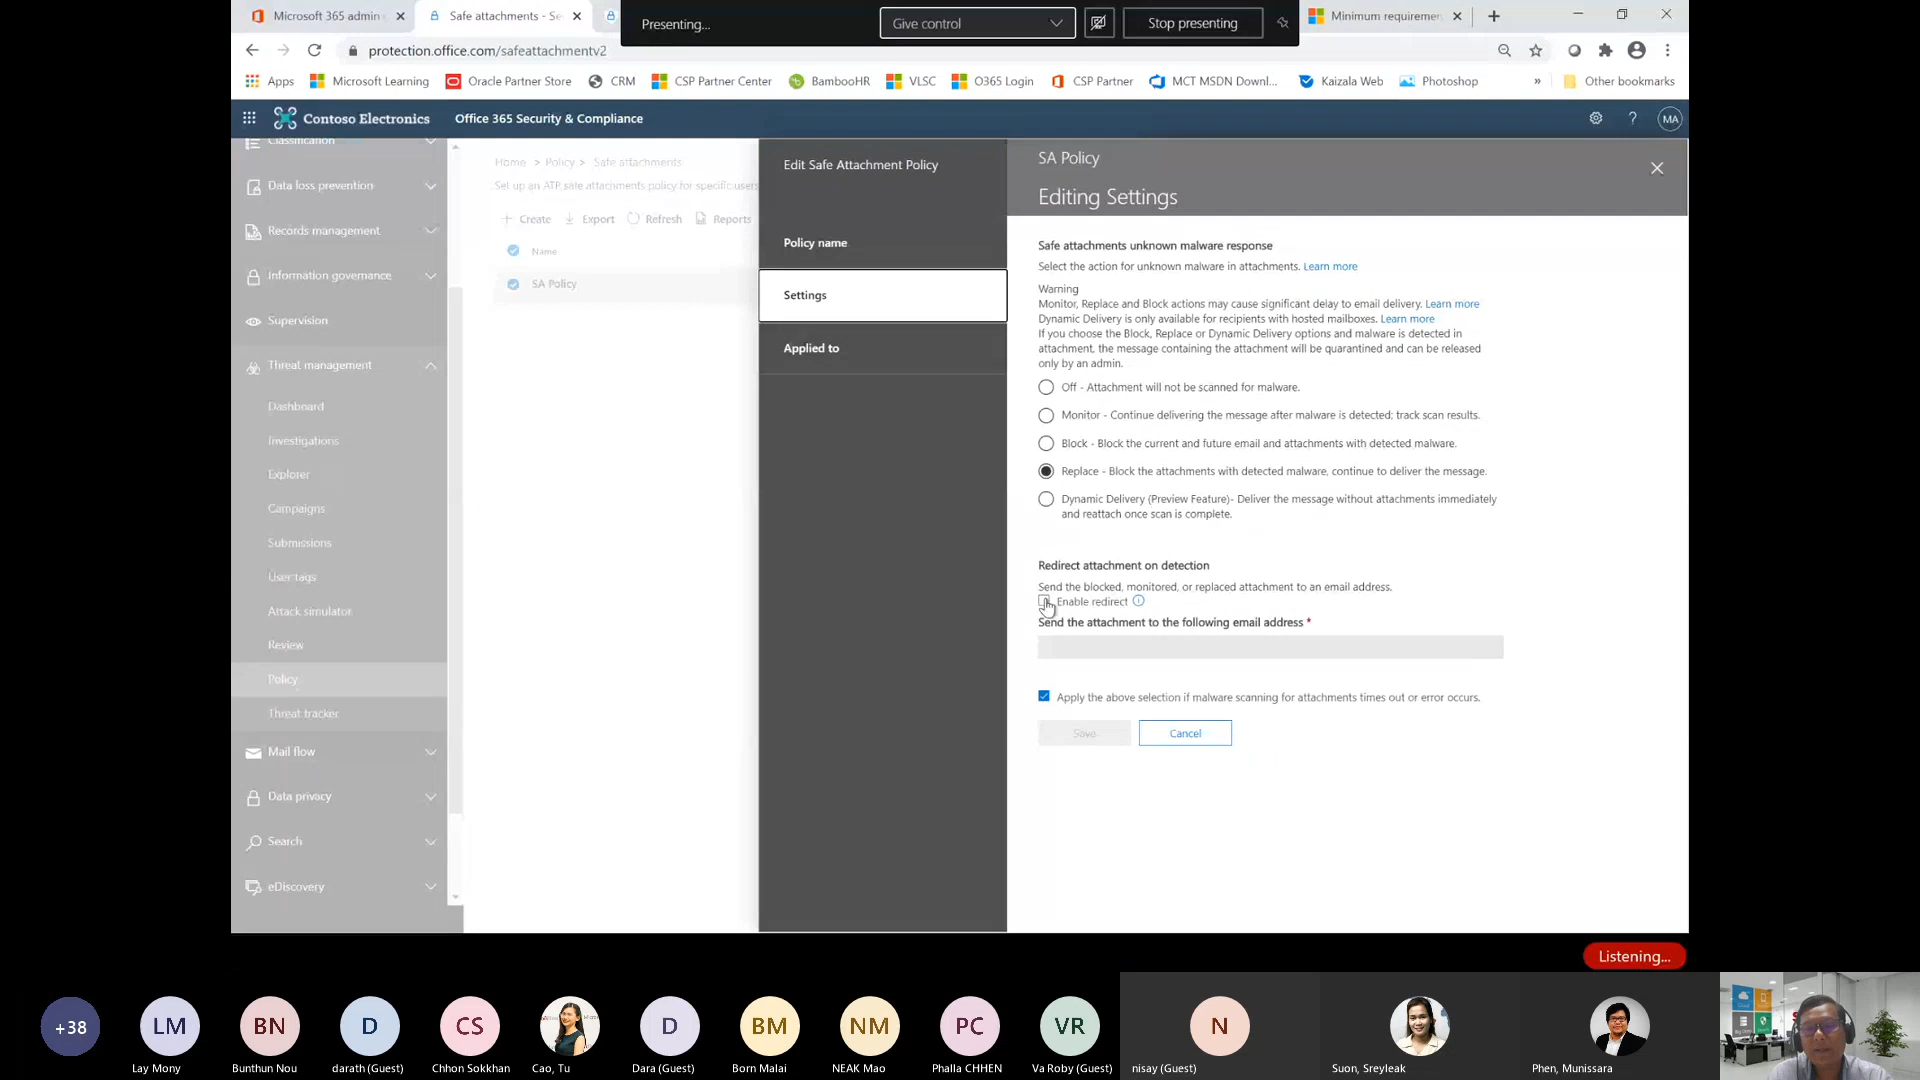 Microsoft 365 admin
Safe attachments - Se
Presenting...
Give control
Stop presenting
Minimum requiremen
protection.office.com/safeattachmentv2
Apps
Microsoft Learning
Oracle Partner Store
CRM
CSP Partner Center
BambooHR
VLSC
O365 Login
CSP Partner
MCT MSDN Downl...
Kaizala Web
Photoshop
»
Other bookmarks
Contoso Electronics
Office 365 Security & Compliance
?
MA
Classification
Data loss prevention
Records management
Information governance
Supervision
Threat management
Dashboard
Investigations
Explorer
Campaigns
Submissions
User tags
Attack simulator
Review
Policy
Threat tracker
Mail flow
Data privacy
Search
eDiscovery
Home > Policy > Safe attachments
Set up an ATP safe attachments policy for specific users
Create
Export
Refresh
Reports
Name
SA Policy
Edit Safe Attachment Policy
Policy name
Settings
Applied to
SA Policy
Editing Settings
Safe attachments unknown malware response
Select the action for unknown malware in attachments. Learn more
Warning
Monitor, Replace and Block actions may cause significant delay to email delivery. Learn more
Dynamic Delivery is only available for recipients with hosted mailboxes. Learn more
If you choose the Block, Replace or Dynamic Delivery options and malware is detected in
attachment, the message containing the attachment will be quarantined and can be released
only by an admin.
Off - Attachment will not be scanned for malware.
Monitor - Continue delivering the message after malware is detected; track scan results.
Block - Block the current and future email and attachments with detected malware.
Replace - Block the attachments with detected malware, continue to deliver the message.
Dynamic Delivery (Preview Feature)- Deliver the message without attachments immediately
and reattach once scan is complete.
Redirect attachment on detection
Send the blocked, monitored, or replaced attachment to an email address.
Enable redirect
Send the attachment to the following email address *
Apply the above selection if malware scanning for attachments times out or error occurs.
Save
Cancel
Listening...
+38
LM
BN
D
CS
D
BM
NM
PC
VR
N
Lay Mony
Bunthun Nou
darath (Guest)
Chhon Sokkhan
Cao, Tu
Dara (Guest)
Born Malai
NEAK Mao
Phalla CHHEN
Va Roby (Guest)
nisay (Guest)
Suon, Sreyleak
Phen, Munissara